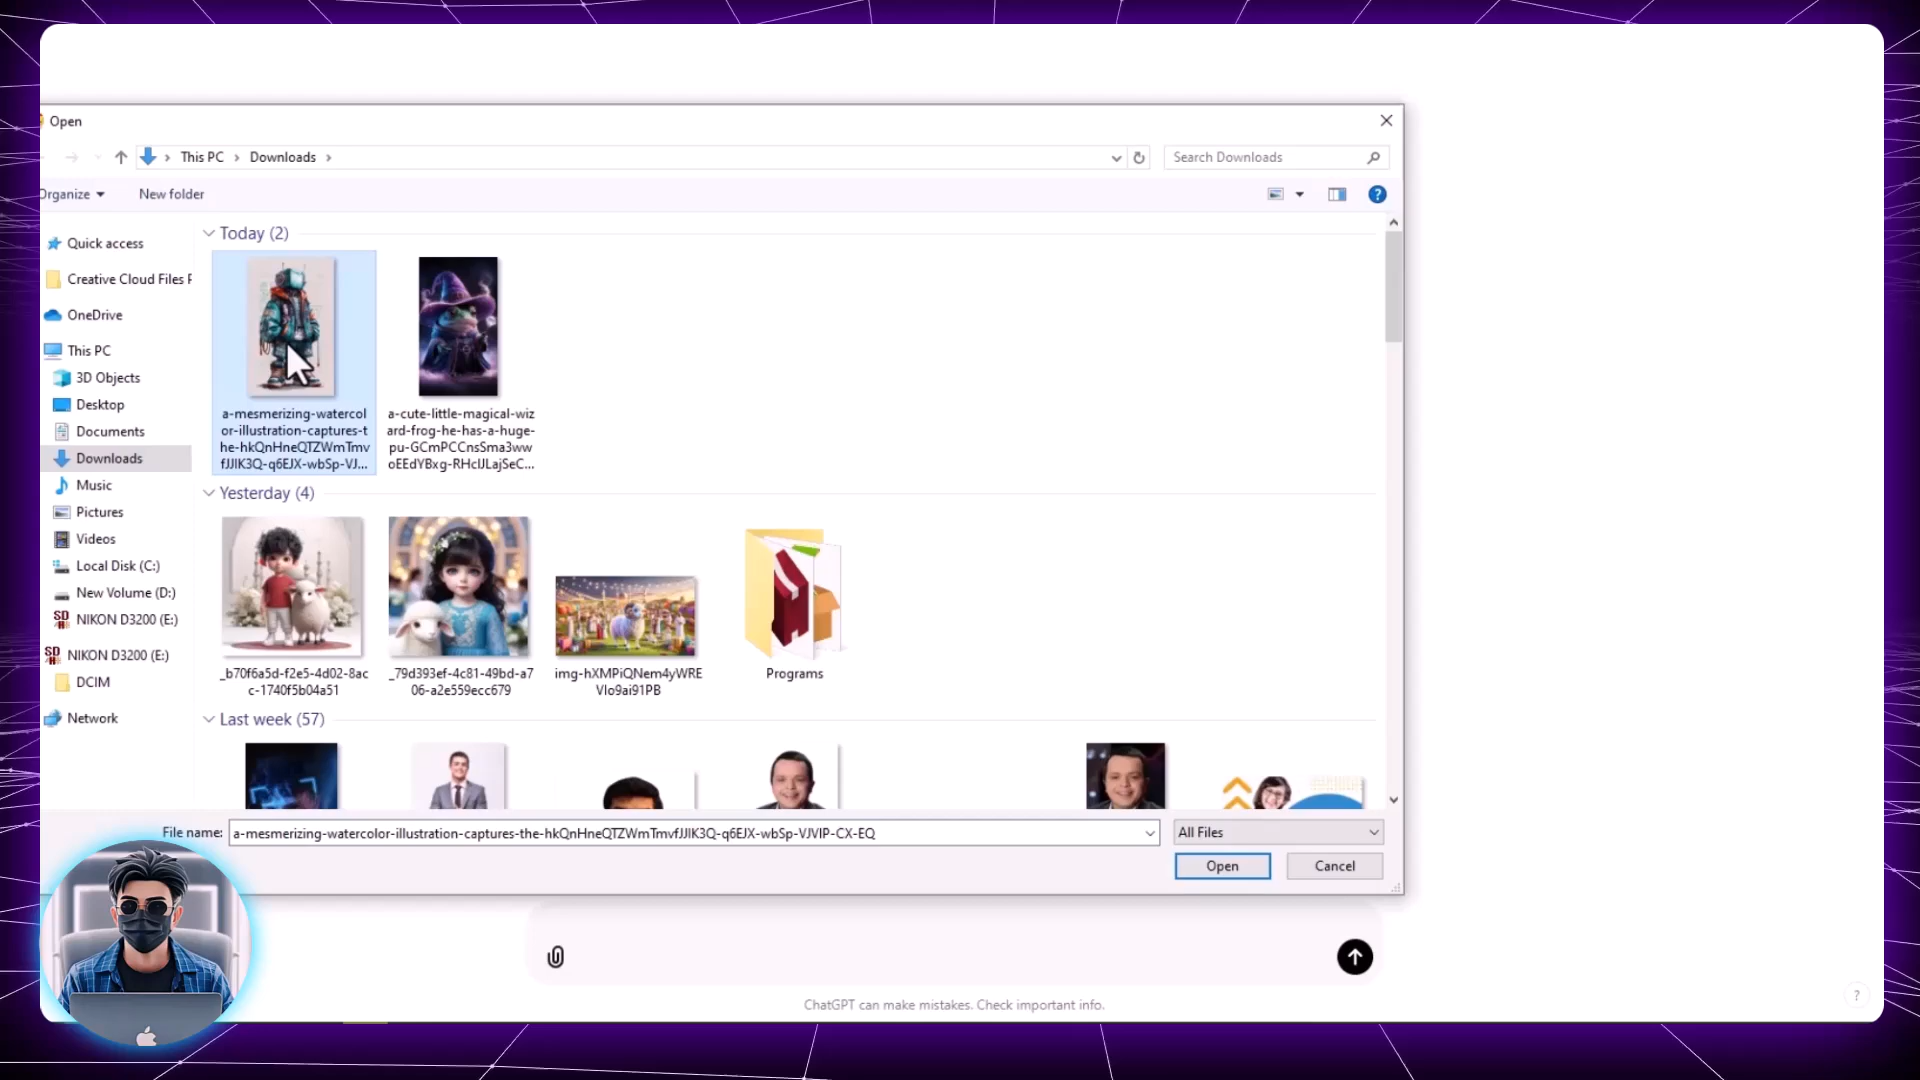 Open
This PC
Downloads
Search Downloads
Organize
New folder
Quick access
Creative Cloud Files
OneDrive
This PC
3D Objects
Desktop
Documents
Downloads
Music
Pictures
Videos
Local Disk (C:)
New Volume (D:)
NIKON D3200 (E:)
NIKON D3200 (E:)
DCIM
Network
Today (2)
a-mesmerizing-watercol
or-illustration-captures-t
he-hkQnHneQTZWmTmv
fJJIK3Q-q6EJX-wbSp-VJ...
a-cute-little-magical-wiz
ard-frog-he-has-a-huge-
pu-GCmPCCnsSma3ww
oEEdYBxg-RHcIJLajSeC...
Yesterday (4)
_b70f6a5d-f2e5-4d02-8ac
c-1740f5b04a51
_79d393ef-4c81-49bd-a7
06-a2e559ecc679
img-hXMPiQNem4yWRE
VIo9ai91PB
Programs
Last week (57)
File name:
a-mesmerizing-watercolor-illustration-captures-the-hkQnHneQTZWmTmvfJJIK3Q-q6EJX-wbSp-VJVIP-CX-EQ
All Files
Open
Cancel
ChatGPT can make mistakes. Check important info.
?